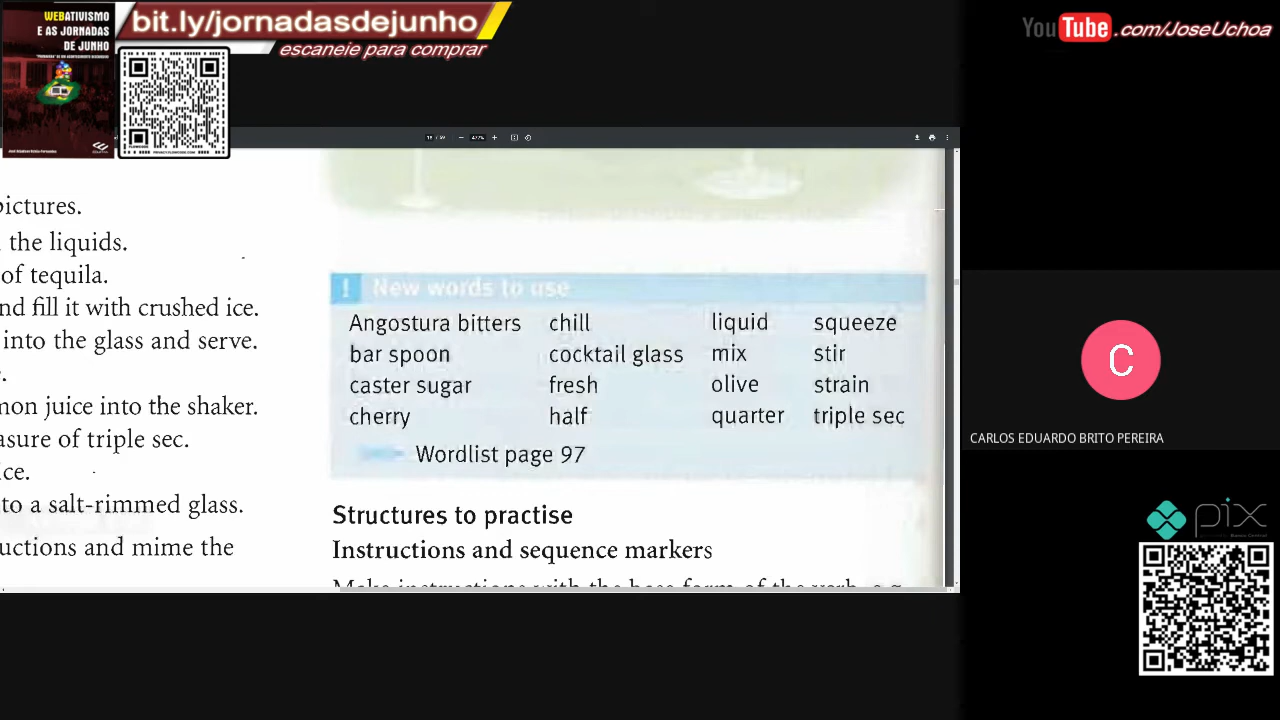 WEBATIVISMO
E AS JORNADAS
DE JUNHO
bit.ly/jornadasdejunho
escaneie para comprar
YouTube.com/JoseUchoa
pictures.
the liquids.
of tequila.
nd fill it with crushed ice.
into the glass and serve.
mon juice into the shaker.
asure of triple sec.
ice.
to a salt-rimmed glass.
uctions and mime the
! New words to use
Angostura bitters chill liquid squeeze
bar spoon cocktail glass mix stir
caster sugar fresh olive strain
cherry half quarter triple sec
Wordlist page 97
Structures to practise
Instructions and sequence markers
C
CARLOS EDUARDO BRITO PEREIRA
pix